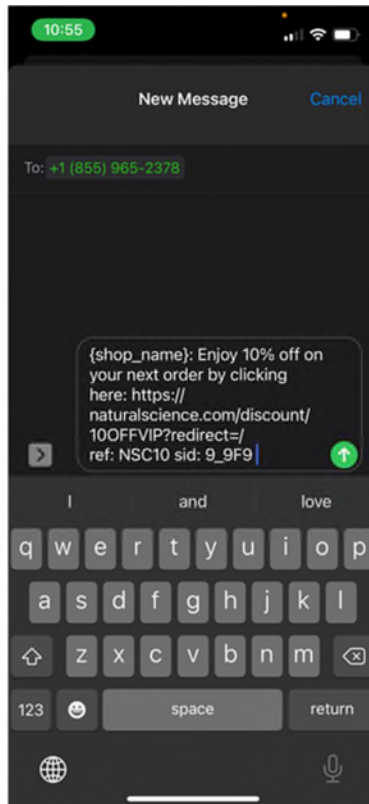 10:55
New Message
Cancel
To: +1 (855) 965-2378
{shop_name}: Enjoy 10% off on
your next order by clicking
here: https://
naturalscience.com/discount/
10OFFVIP?redirect=/
ref: NSC10 sid: 9_9F9
I and love
q w e r t y u i o p
a s d f g h j k l
z x c v b n m
123 space return